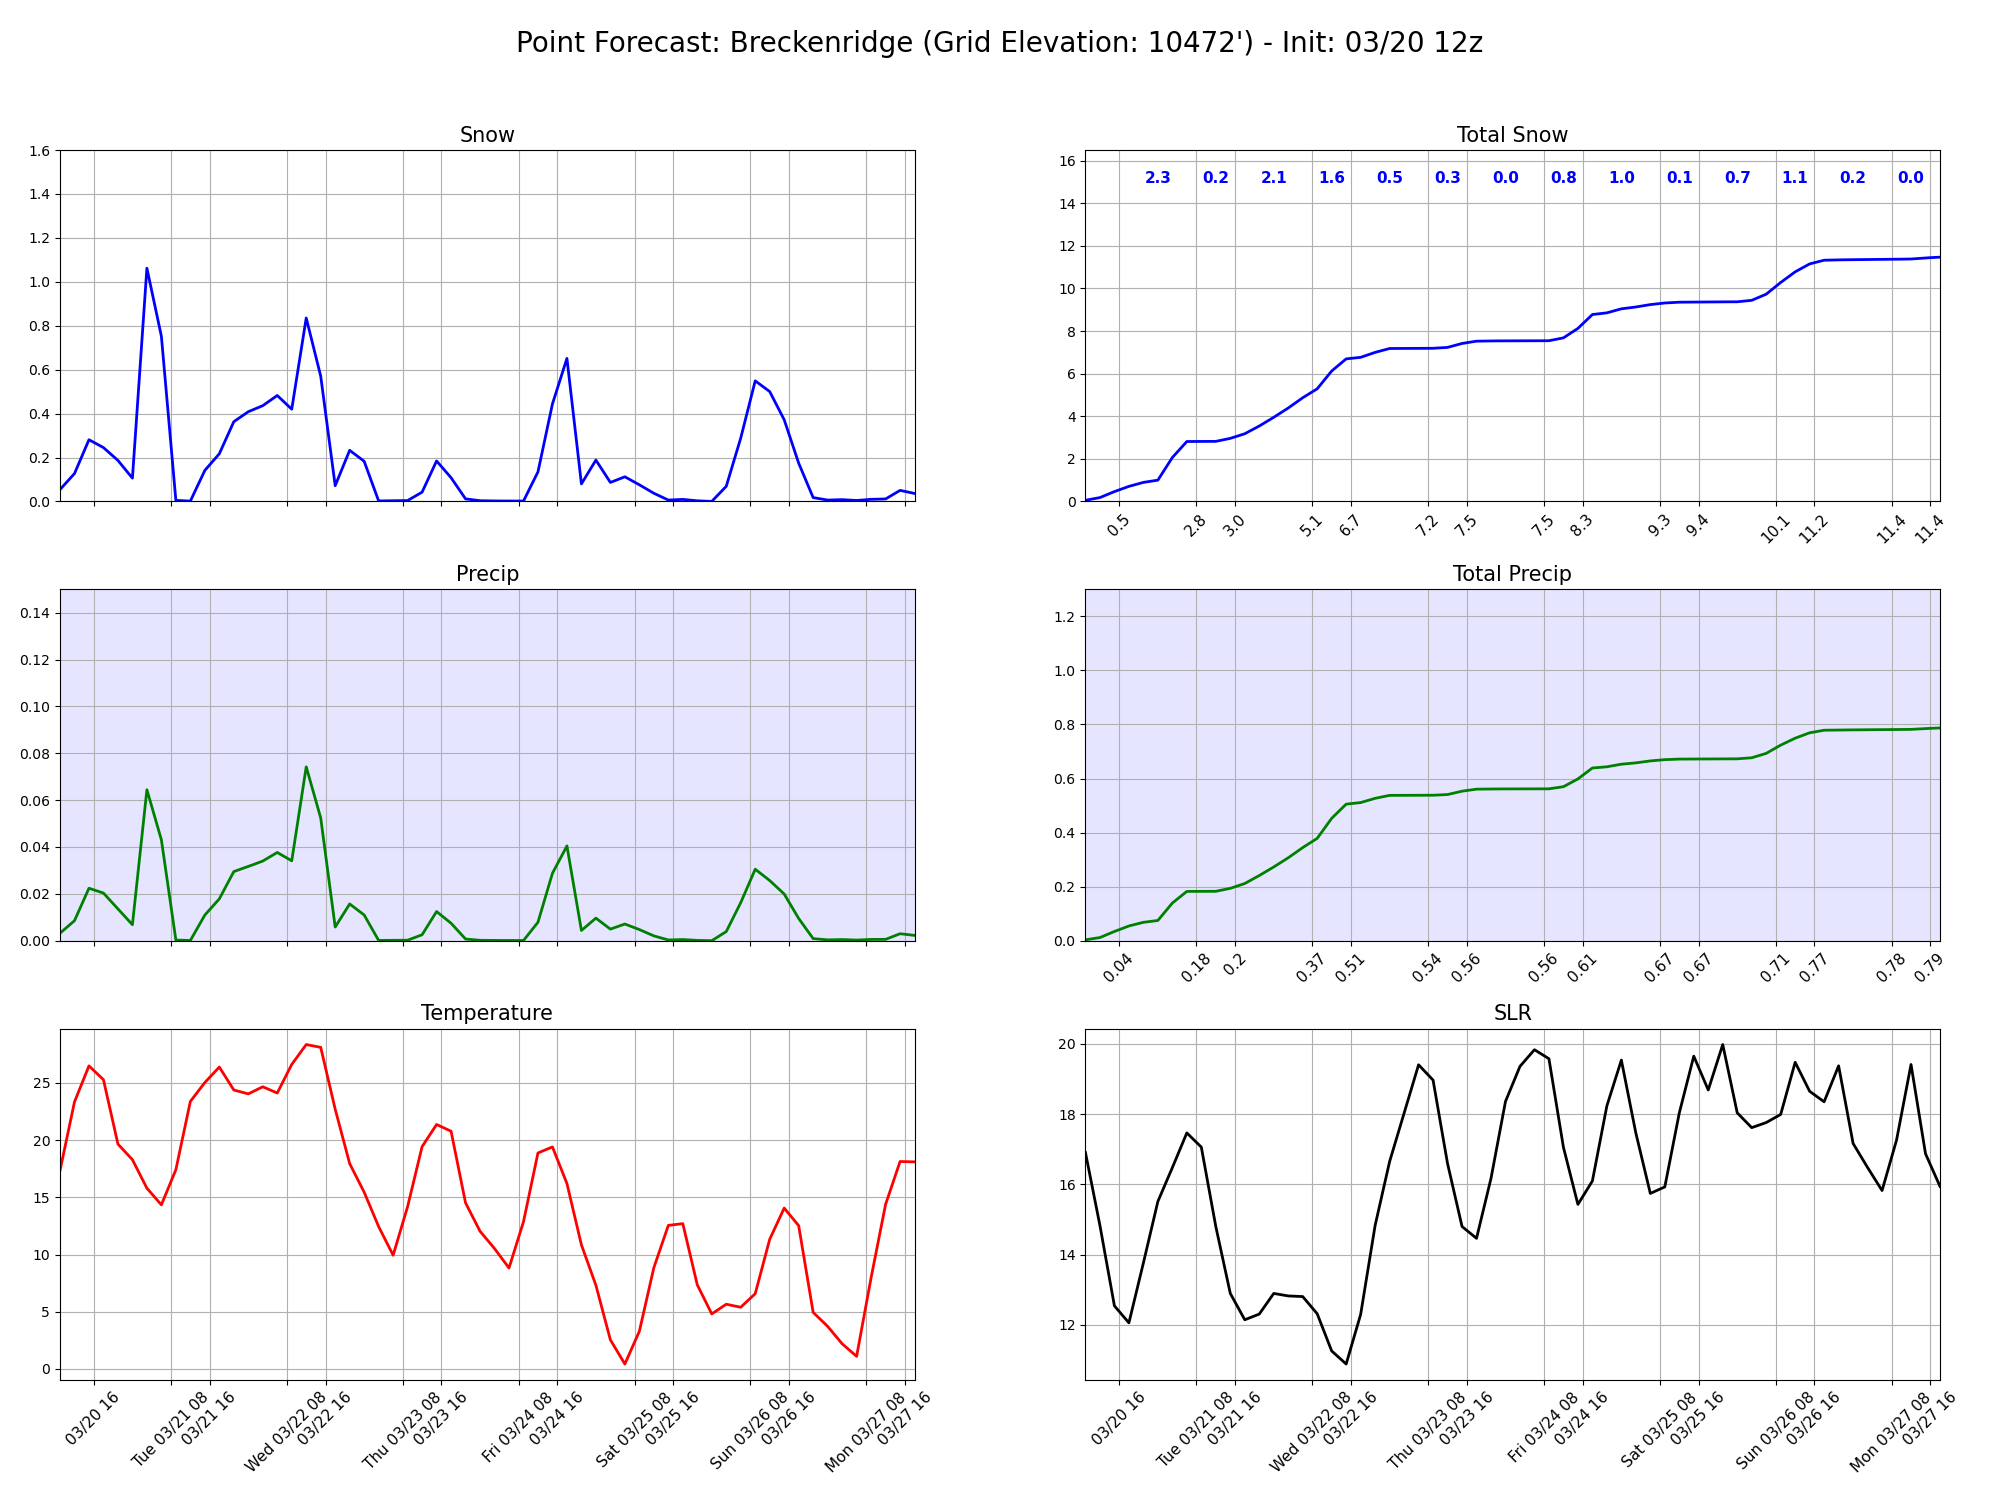 Point Forecast: Breckenridge (Grid Elevation: 10472') - Init: 03/20 12z
Snow
1.6
1.4
1.2
1.0
0.8
0.6
0.4
0.2
0.0
Total Snow
16
14
12
10
8
6
4
2
0
2.3 0.2 2.1 1.6 0.5 0.3 0.0 0.8 1.0 0.1 0.7 1.1 0.2 0.0
0.5 2.8 3.0 5.1 6.7 7.2 7.5 7.5 8.3 9.3 9.4 10.1 11.2 11.4 11.4
Precip
0.14
0.12
0.10
0.08
0.06
0.04
0.02
0.00
Total Precip
1.2
1.0
0.8
0.6
0.4
0.2
0.0
0.04 0.18 0.2 0.37 0.51 0.54 0.56 0.56 0.61 0.67 0.67 0.71 0.77 0.78 0.79
Temperature
25
20
15
10
5
0
03/20 16
Tue 03/21 08
03/21 16
Wed 03/22 08
03/22 16
Thu 03/23 08
03/23 16
Fri 03/24 08
03/24 16
Sat 03/25 08
03/25 16
Sun 03/26 08
03/26 16
Mon 03/27 08
03/27 16
SLR
20
18
16
14
12
03/20 16
Tue 03/21 08
03/21 16
Wed 03/22 08
03/22 16
Thu 03/23 08
03/23 16
Fri 03/24 08
03/24 16
Sat 03/25 08
03/25 16
Sun 03/26 08
03/26 16
Mon 03/27 08
03/27 16